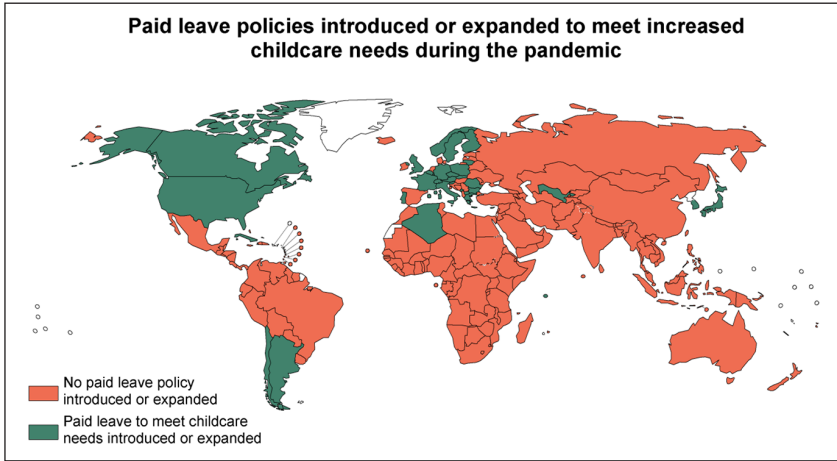 Paid leave policies introduced or expanded to meet increased
childcare needs during the pandemic
No paid leave policy
introduced or expanded
Paid leave to meet childcare
needs introduced or expanded